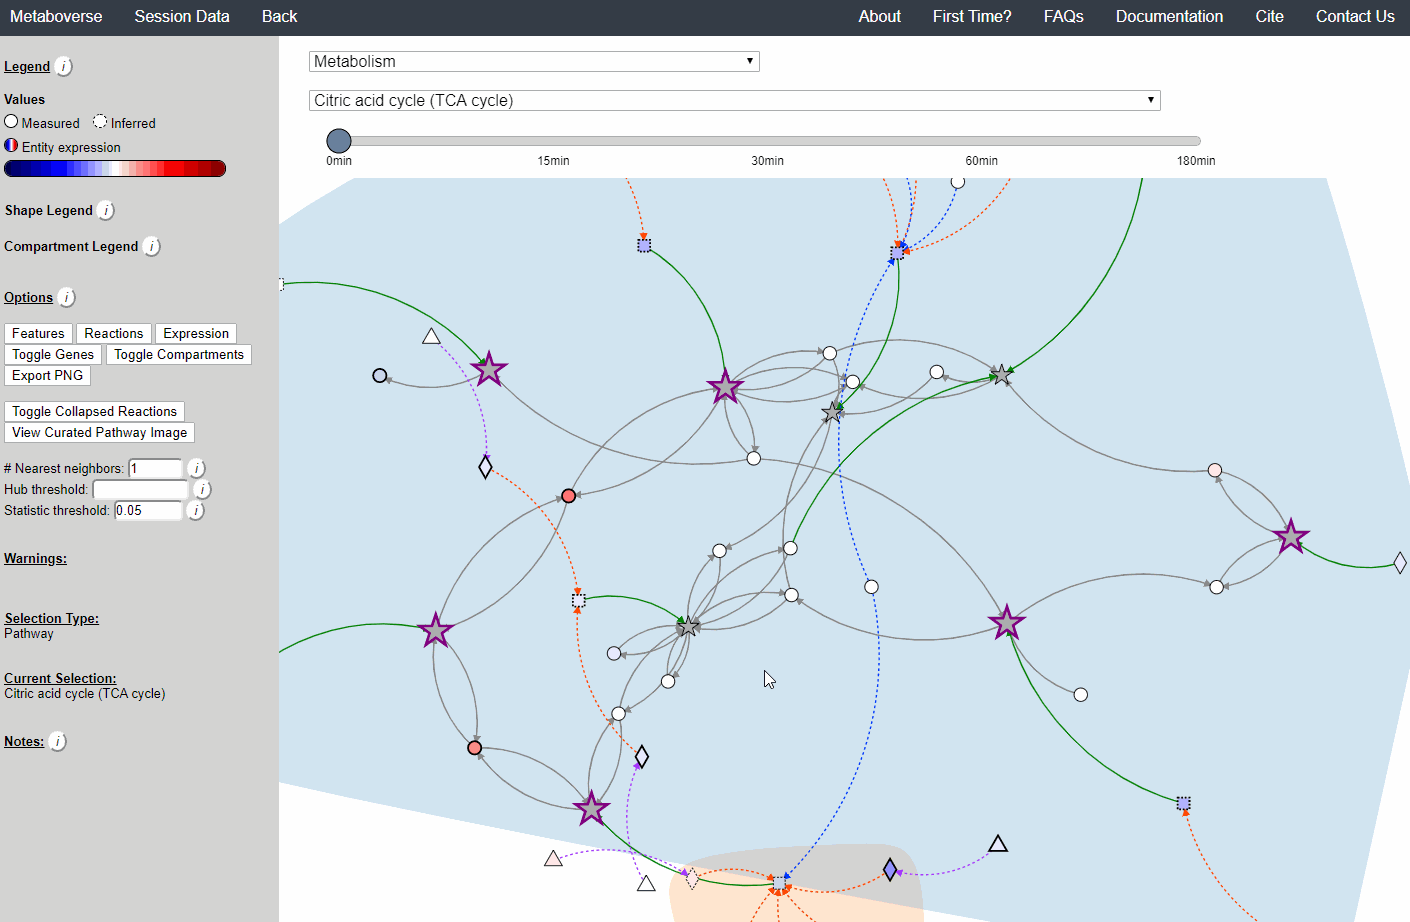 Metaboverse Session Data Back About First Time? FAQs Documentation Cite Contact Us
Metabolism
Citric acid cycle (TCA cycle)
0min 15min 30min 60min 180min
Legend i
Values
Measured Inferred
Entity expression
Shape Legend i
Compartment Legend i
Options i
Features Reactions Expression
Toggle Genes Toggle Compartments
Export PNG
Toggle Collapsed Reactions
View Curated Pathway Image
# Nearest neighbors: 1 i
Hub threshold: i
Statistic threshold: 0.05 i
Warnings:
Selection Type:
Pathway
Current Selection:
Citric acid cycle (TCA cycle)
Notes: i